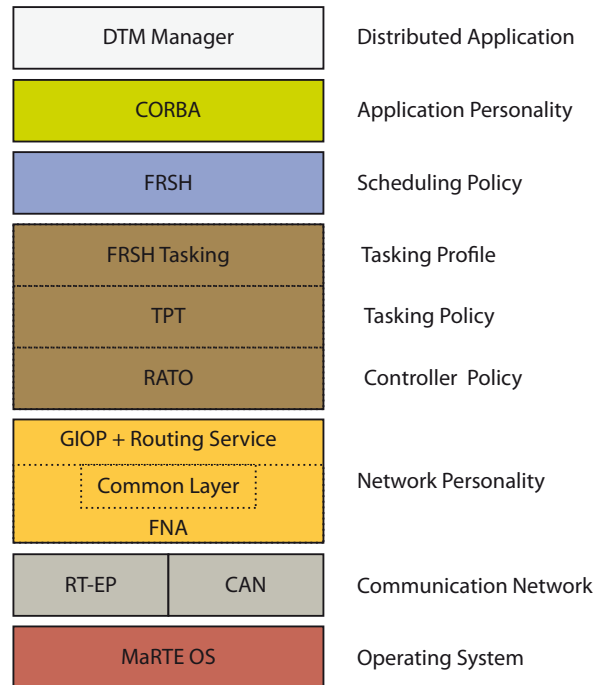 DTM Manager Distributed Application
CORBA Application Personality
FRSH Scheduling Policy
FRSH Tasking Tasking Profile
TPT Tasking Policy
RATO Controller Policy
GIOP + Routing Service
Common Layer Network Personality
FNA
RT-EP CAN Communication Network
MaRTE OS Operating System